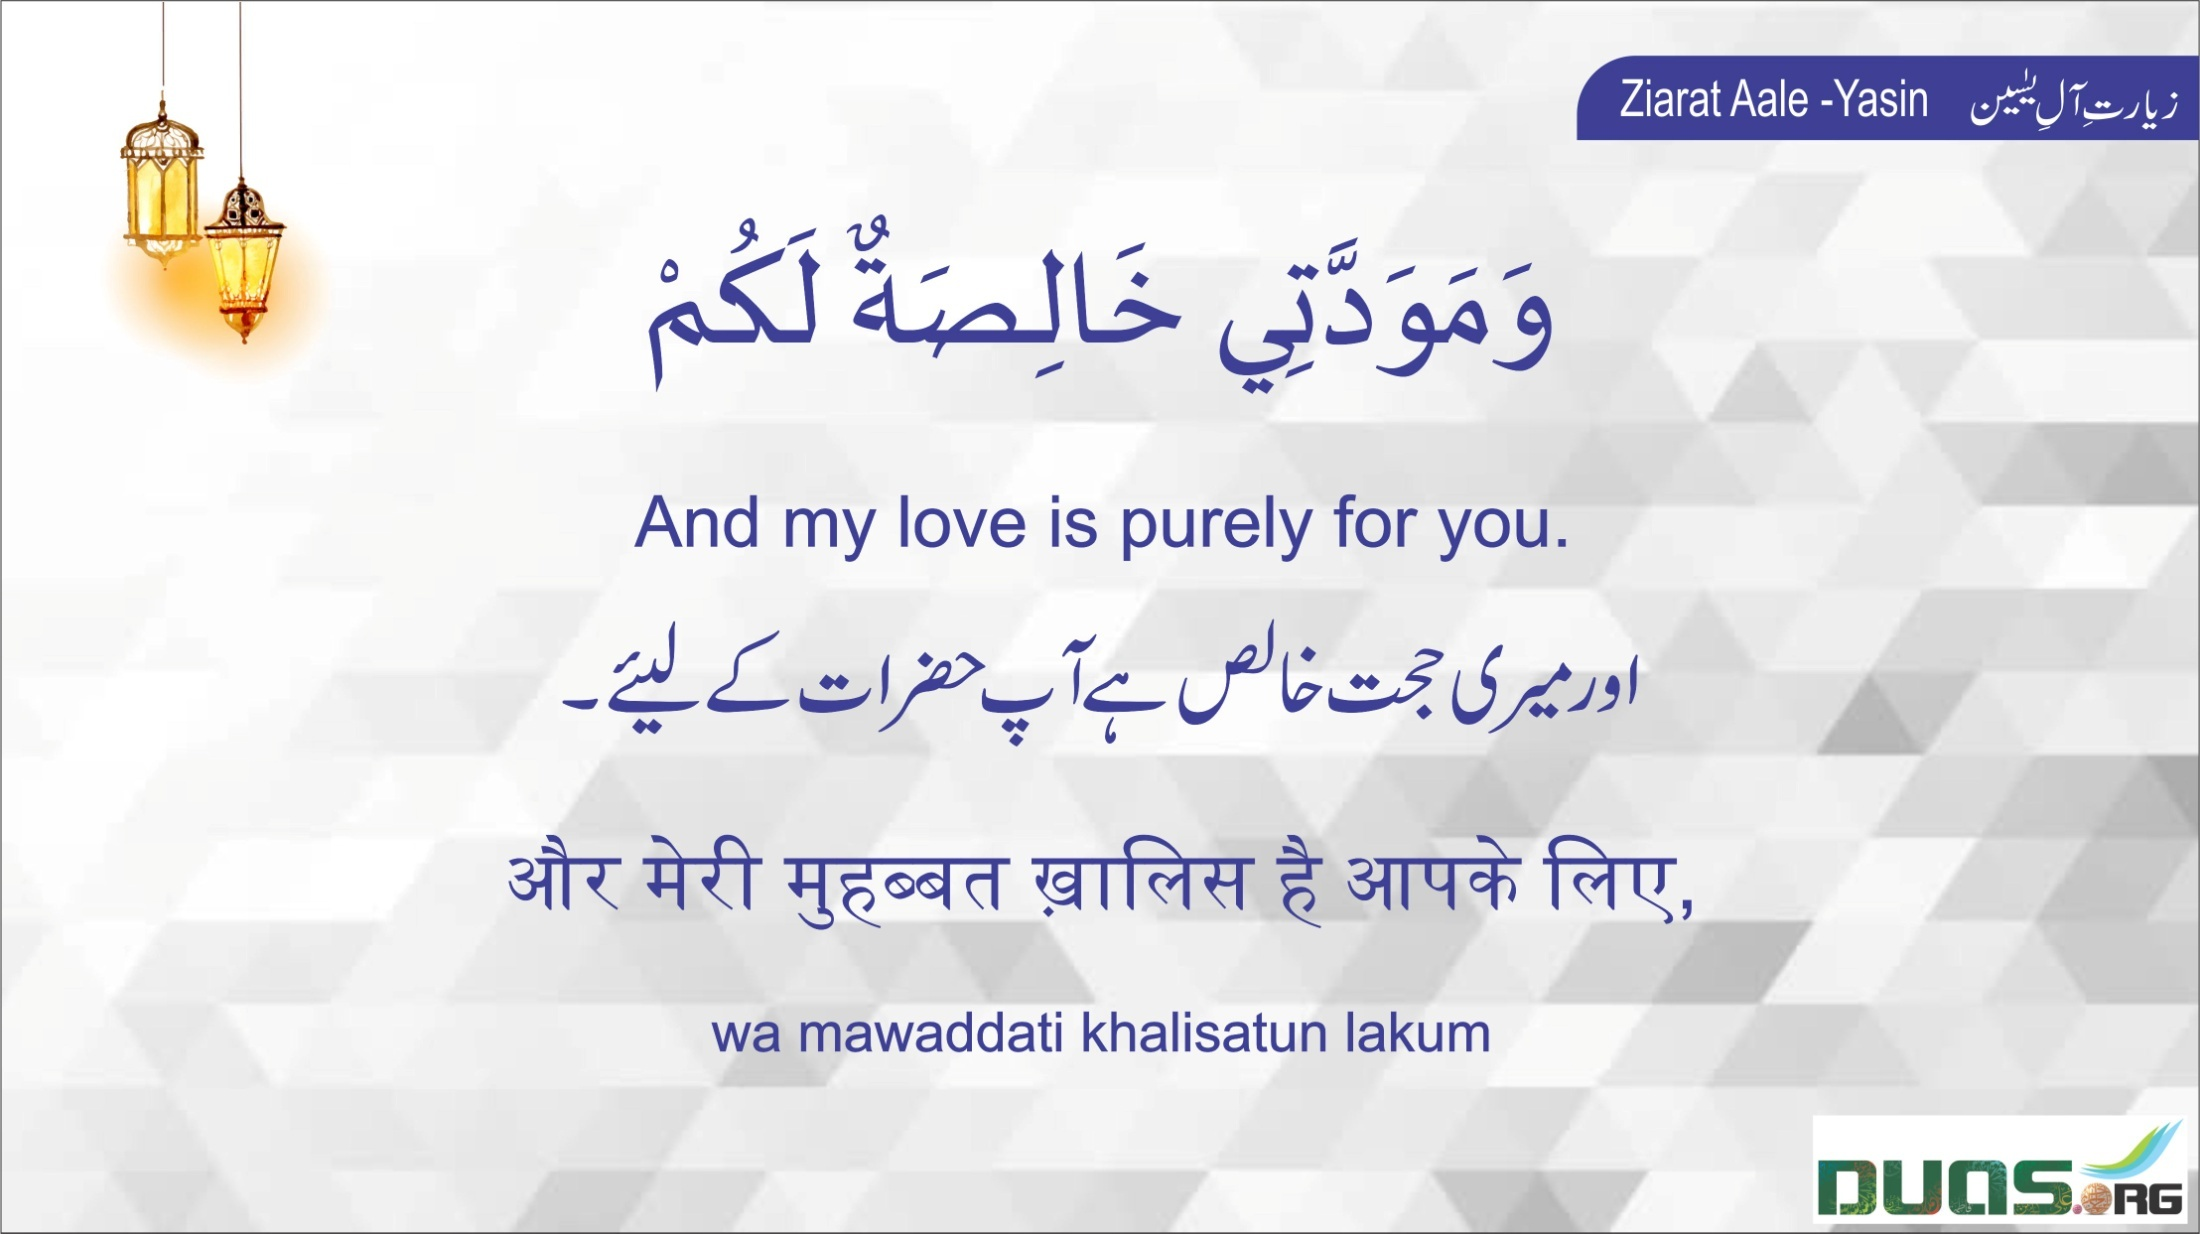 Ziarat Aale -Yasin زیارتِ آلِ یٰسین
وَمَوَدَّتِي خَالِصَةٌ لَكُمْ
And my love is purely for you.
اور میری حجت خالص ہے آپ حضرات کے لیئے۔
और मेरी मुहब्बत ख़ालिस है आपके लिए,
wa mawaddati khalisatun lakum
DUAS.ORG